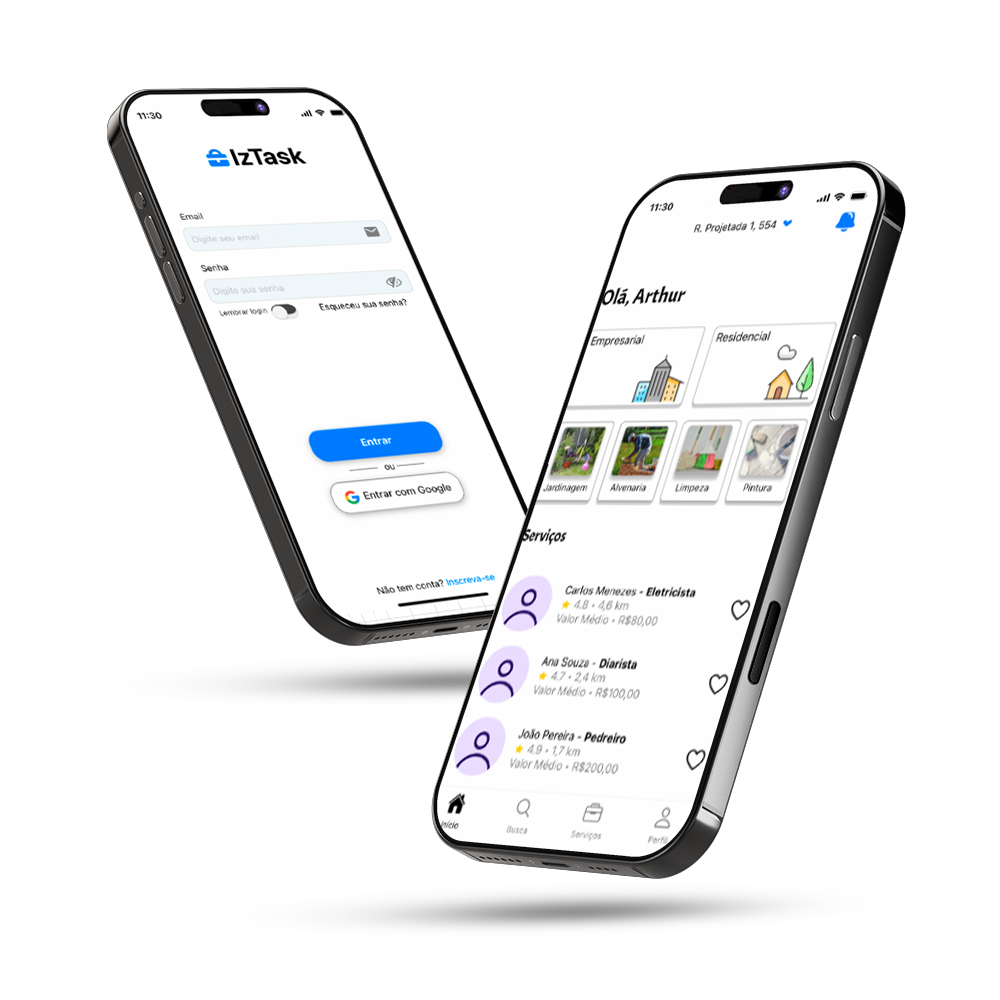 11:30
IzTask
Email
Digite seu email
Senha
Digite sua senha
Lembrar login
Esqueceu sua senha?
Entrar
ou
Entrar com Google
Não tem conta? Inscreva-se
11:30
R. Projetada 1, 554
Olá, Arthur
Empresarial
Residencial
Jardinagem
Alvenaria
Limpeza
Pintura
Serviços
Carlos Menezes - Eletricista
4.8 • 4,6 km
Valor Médio • R$80,00
Ana Souza - Diarista
4.7 • 2,4 km
Valor Médio • R$100,00
João Pereira - Pedreiro
4.9 • 1,7 km
Valor Médio • R$200,00
Início
Busca
Serviços
Perfil